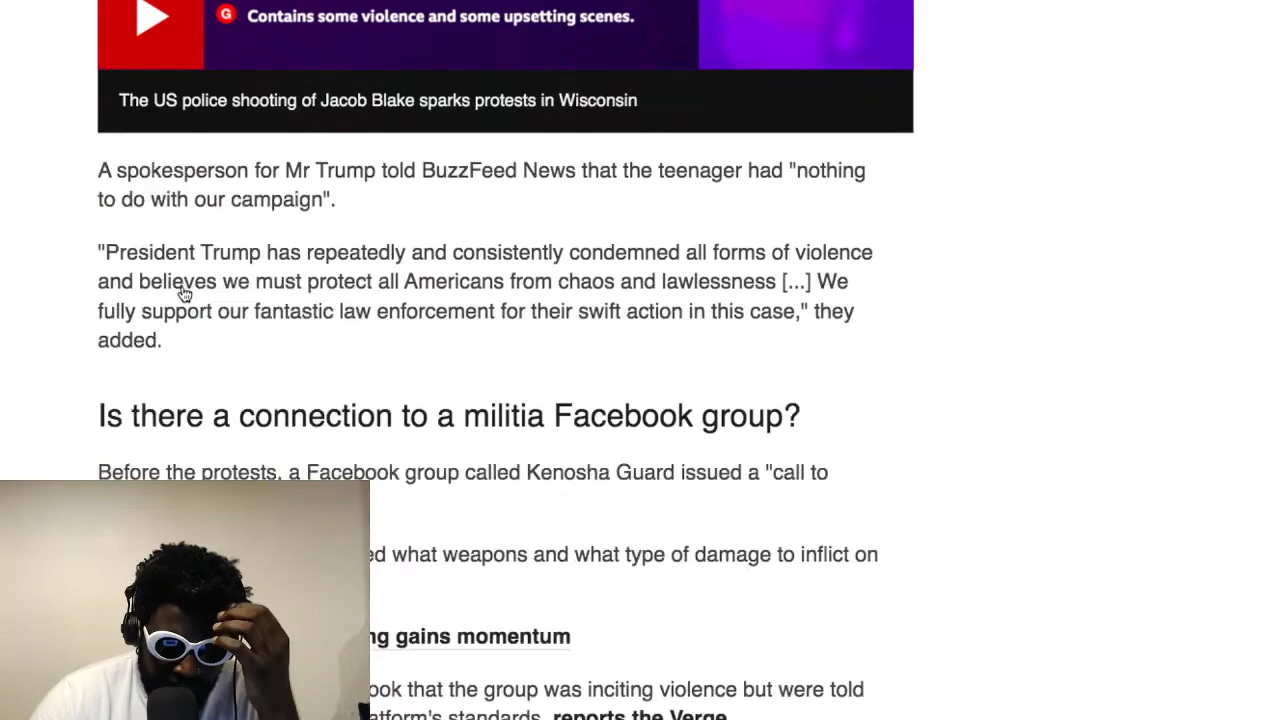 G Contains some violence and some upsetting scenes.
The US police shooting of Jacob Blake sparks protests in Wisconsin
A spokesperson for Mr Trump told BuzzFeed News that the teenager had "nothing
to do with our campaign".
"President Trump has repeatedly and consistently condemned all forms of violence
and believes we must protect all Americans from chaos and lawlessness [...] We
fully support our fantastic law enforcement for their swift action in this case," they
added.
Is there a connection to a militia Facebook group?
Before the protests, a Facebook group called Kenosha Guard issued a "call to
what weapons and what type of damage to inflict on
gains momentum
that the group was inciting violence but were told
standards, reports the Verge.